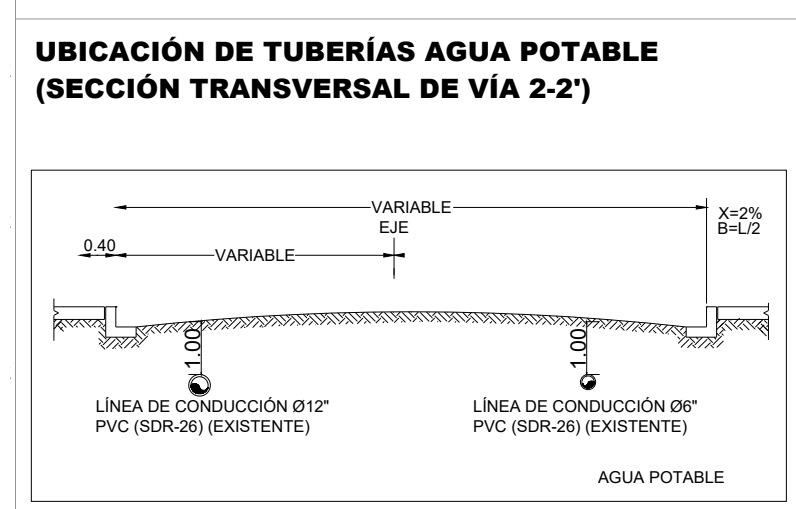 UBICACIÓN DE TUBERÍAS AGUA POTABLE
(SECCIÓN TRANSVERSAL DE VÍA 2-2')
VARIABLE
EJE
X=2%
B=L/2
0.40
VARIABLE
1.00
1.00
LÍNEA DE CONDUCCIÓN Ø12"
PVC (SDR-26) (EXISTENTE)
LÍNEA DE CONDUCCIÓN Ø6"
PVC (SDR-26) (EXISTENTE)
AGUA POTABLE